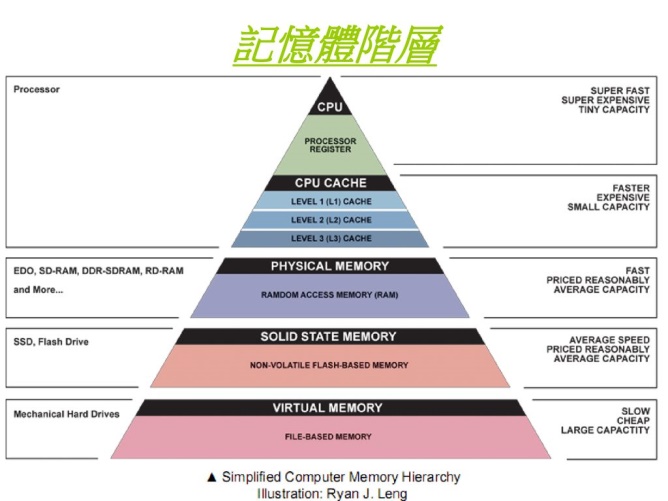 記憶體階層
Processor
CPU
PROCESSOR
REGISTER
SUPER FAST
SUPER EXPENSIVE
TINY CAPACITY
CPU CACHE
LEVEL 1 (L1) CACHE
LEVEL 2 (L2) CACHE
LEVEL 3 (L3) CACHE
FASTER
EXPENSIVE
SMALL CAPACITY
EDO, SD-RAM, DDR-SDRAM, RD-RAM
and More...
PHYSICAL MEMORY
RAMDOM ACCESS MEMORY (RAM)
FAST
PRICED REASONABLY
AVERAGE CAPACITY
SSD, Flash Drive
SOLID STATE MEMORY
NON-VOLATILE FLASH-BASED MEMORY
AVERAGE SPEED
PRICED REASONABLY
AVERAGE CAPACITY
Mechanical Hard Drives
VIRTUAL MEMORY
FILE-BASED MEMORY
SLOW
CHEAP
LARGE CAPACTITY
▲ Simplified Computer Memory Hierarchy
Illustration: Ryan J. Leng